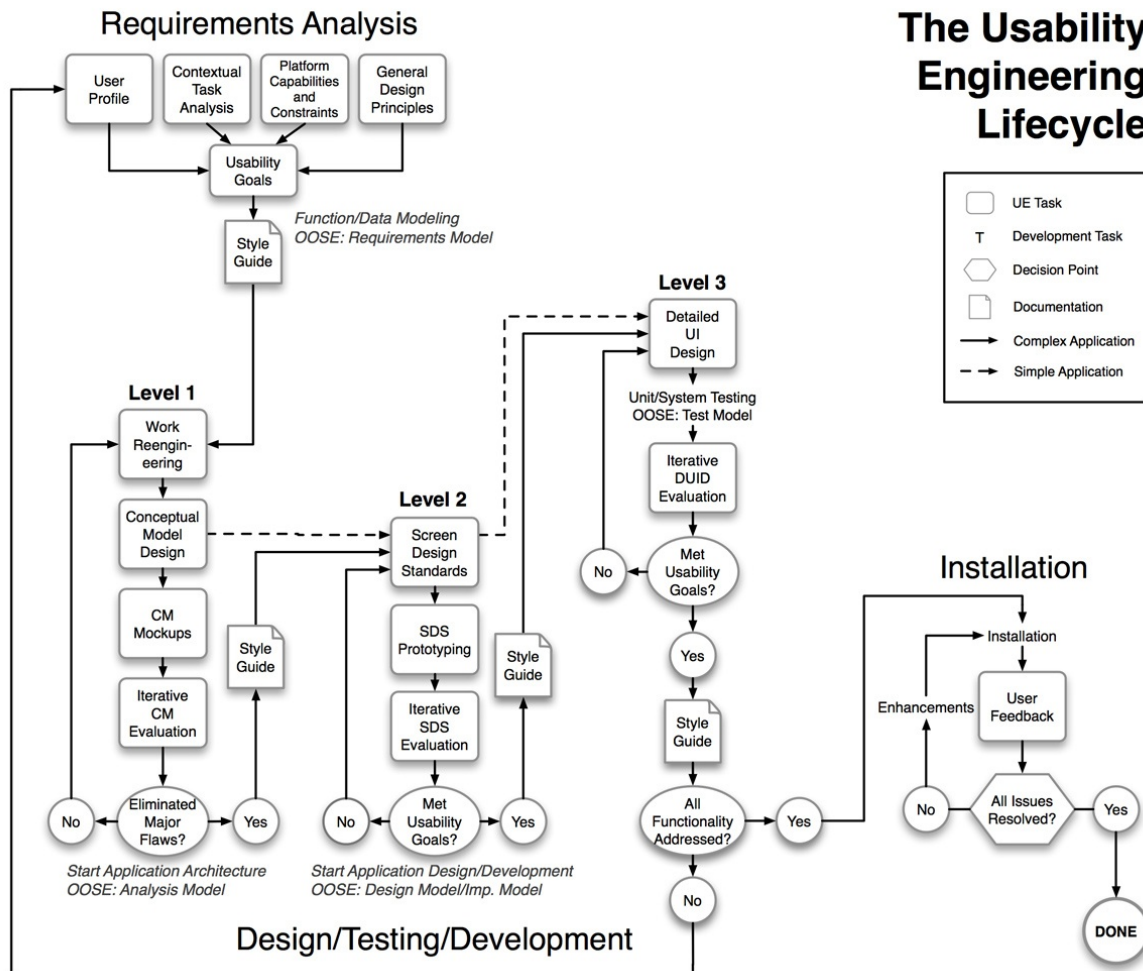 Requirements Analysis
The Usability
Engineering
Lifecycle
User
Profile
Contextual
Task
Analysis
Platform
Capabilities
and
Constraints
General
Design
Principles
Usability
Goals
Function/Data Modeling
OOSE: Requirements Model
Style
Guide
UE Task
T
Development Task
Decision Point
Documentation
Complex Application
Simple Application
Level 1
Work
Reengin-
eering
Conceptual
Model
Design
CM
Mockups
Iterative
CM
Evaluation
Eliminated
Major
Flaws?
No
Yes
Style
Guide
Start Application Architecture
OOSE: Analysis Model
Level 2
Screen
Design
Standards
SDS
Prototyping
Iterative
SDS
Evaluation
Met
Usability
Goals?
No
Yes
Style
Guide
Start Application Design/Development
OOSE: Design Model/Imp. Model
Level 3
Detailed
UI
Design
Unit/System Testing
OOSE: Test Model
Iterative
DUID
Evaluation
Met
Usability
Goals?
No
Yes
Style
Guide
All
Functionality
Addressed?
Yes
No
Design/Testing/Development
Installation
Installation
User
Feedback
Enhancements
All Issues
Resolved?
No
Yes
DONE